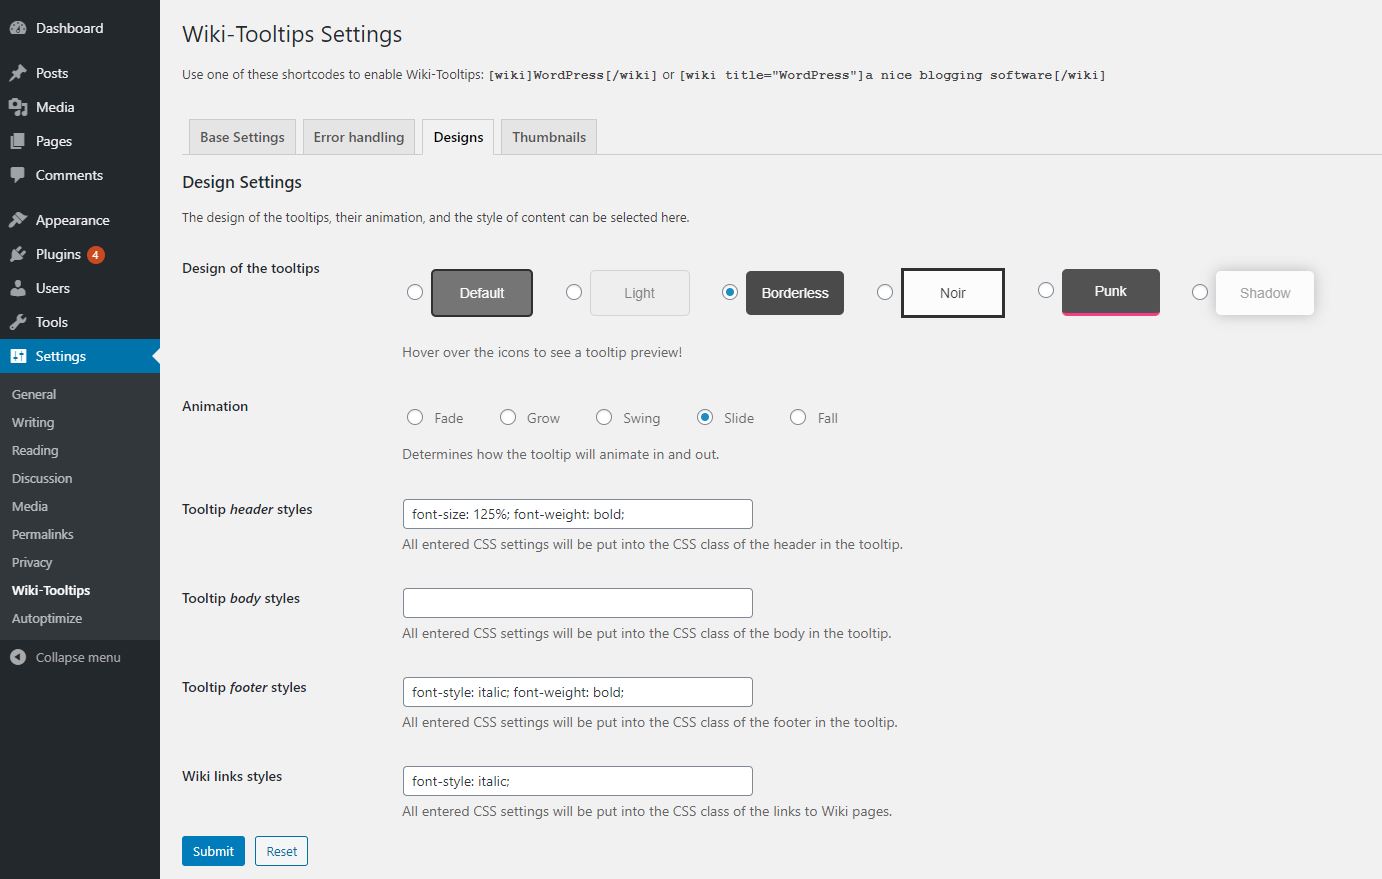 Dashboard
Posts
Media
Pages
Comments
Appearance
Plugins 4
Users
Tools
Settings
General
Writing
Reading
Discussion
Media
Permalinks
Privacy
Wiki-Tooltips
Autoptimize
Collapse menu
Wiki-Tooltips Settings
Use one of these shortcodes to enable Wiki-Tooltips: [wiki]WordPress[/wiki] or [wiki title="WordPress"]a nice blogging software[/wiki]
Base Settings Error handling Designs Thumbnails
Design Settings
The design of the tooltips, their animation, and the style of content can be selected here.
Design of the tooltips Default Light Borderless Noir Punk Shadow
Hover over the icons to see a tooltip preview!
Animation Fade Grow Swing Slide Fall
Determines how the tooltip will animate in and out.
Tooltip header styles font-size: 125%; font-weight: bold;
All entered CSS settings will be put into the CSS class of the header in the tooltip.
Tooltip body styles
All entered CSS settings will be put into the CSS class of the body in the tooltip.
Tooltip footer styles font-style: italic; font-weight: bold;
All entered CSS settings will be put into the CSS class of the footer in the tooltip.
Wiki links styles font-style: italic;
All entered CSS settings will be put into the CSS class of the links to Wiki pages.
Submit Reset